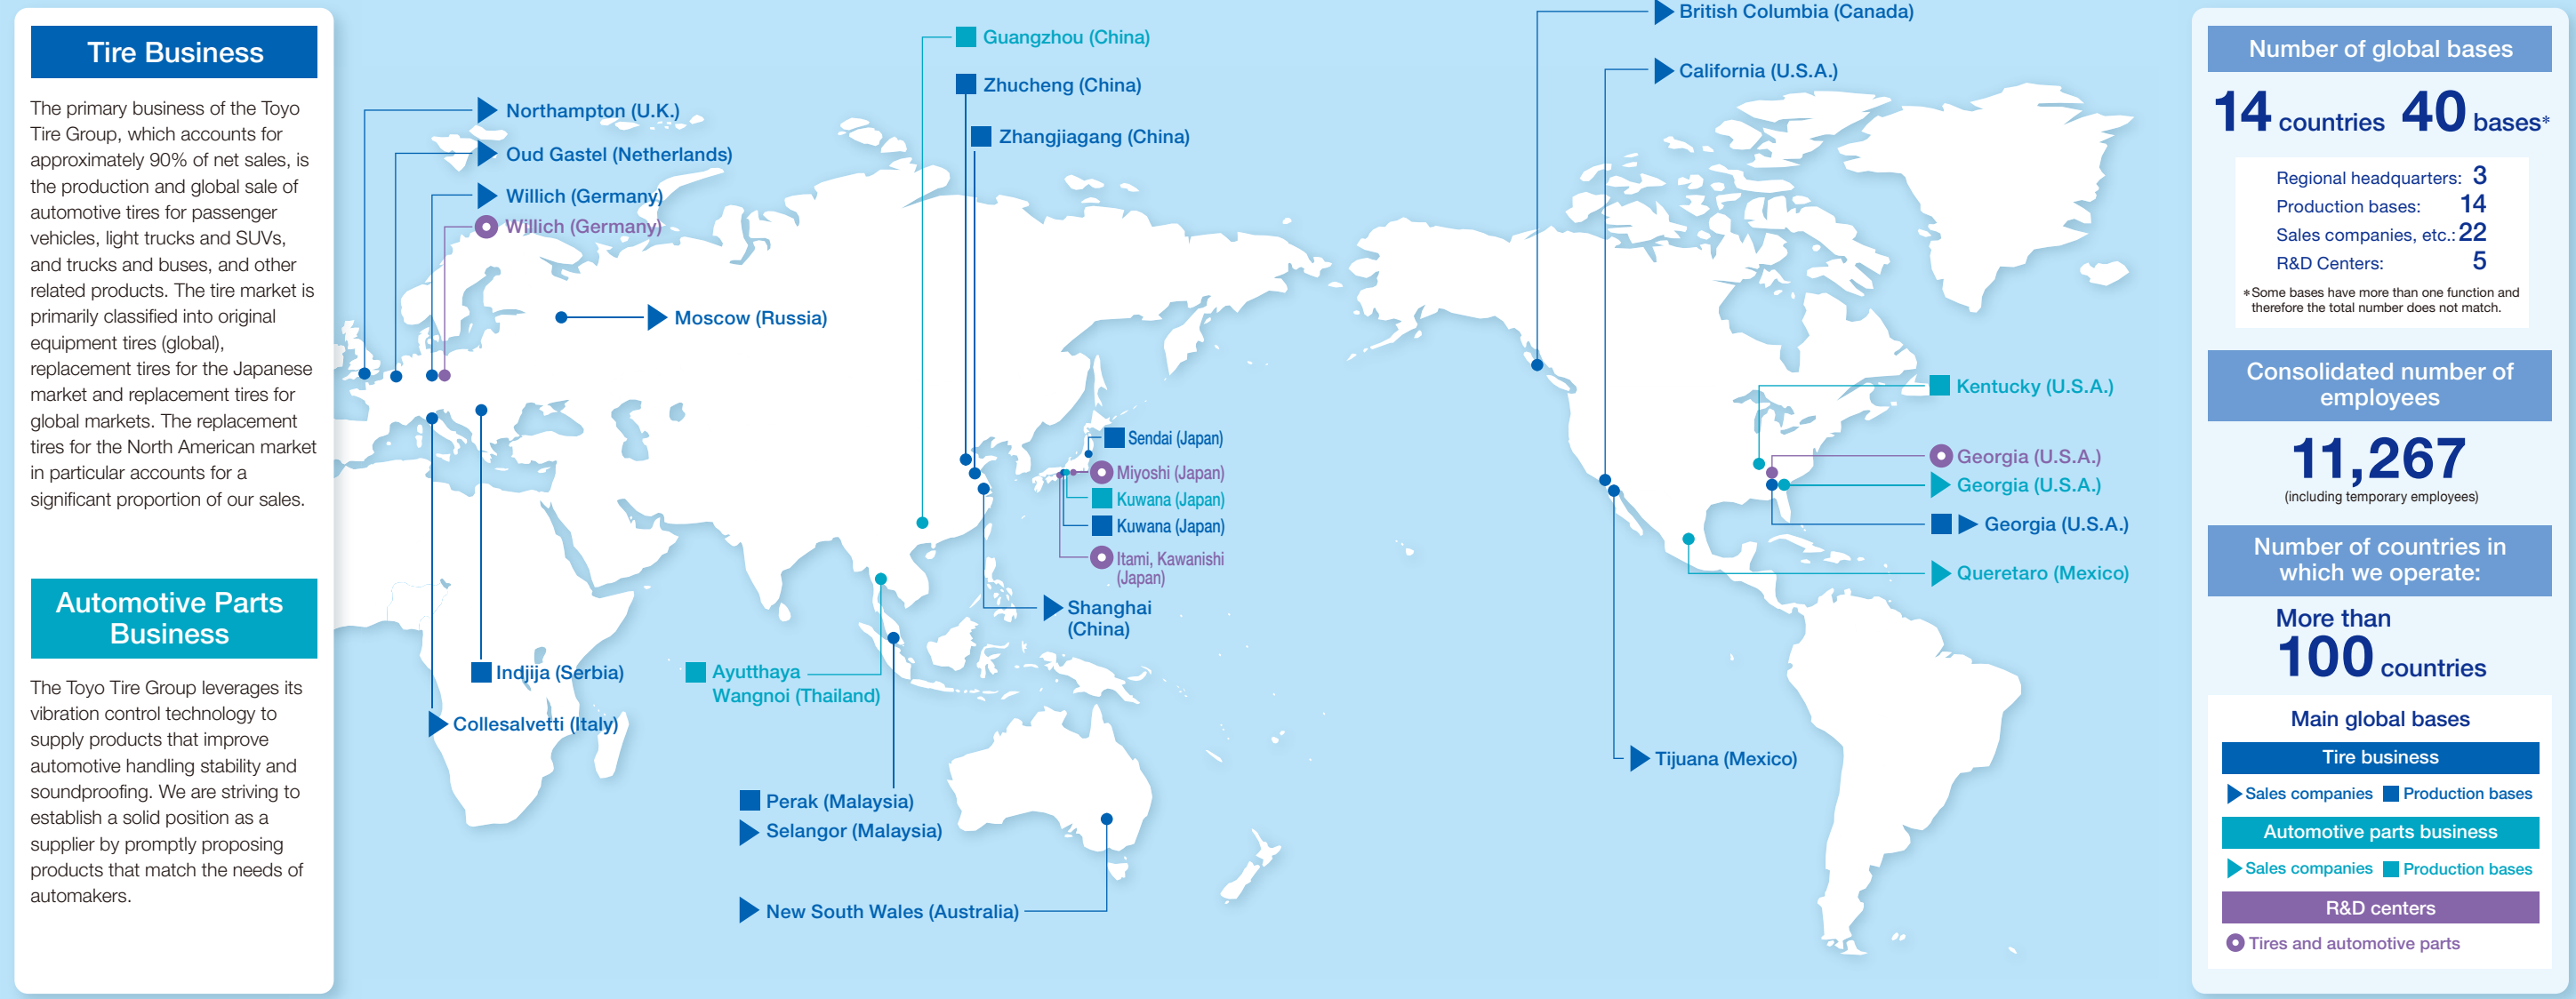 Tire Business
The primary business of the Toyo
Tire Group, which accounts for
approximately 90% of net sales, is
the production and global sale of
automotive tires for passenger
vehicles, light trucks and SUVs,
and trucks and buses, and other
related products. The tire market is
primarily classified into original
equipment tires (global),
replacement tires for the Japanese
market and replacement tires for
global markets. The replacement
tires for the North American market
in particular accounts for a
significant proportion of our sales.
Automotive Parts
Business
The Toyo Tire Group leverages its
vibration control technology to
supply products that improve
automotive handling stability and
soundproofing. We are striving to
establish a solid position as a
supplier by promptly proposing
products that match the needs of
automakers.
Northampton (U.K.)
Oud Gastel (Netherlands)
Willich (Germany)
Willich (Germany)
Moscow (Russia)
Indjija (Serbia)
Collesalvetti (Italy)
Guangzhou (China)
Zhucheng (China)
Zhangjiagang (China)
Sendai (Japan)
Miyoshi (Japan)
Kuwana (Japan)
Kuwana (Japan)
Itami, Kawanishi
(Japan)
Shanghai
(China)
Ayutthaya
Wangnoi (Thailand)
Perak (Malaysia)
Selangor (Malaysia)
New South Wales (Australia)
British Columbia (Canada)
California (U.S.A.)
Kentucky (U.S.A.)
Georgia (U.S.A.)
Georgia (U.S.A.)
Georgia (U.S.A.)
Queretaro (Mexico)
Tijuana (Mexico)
Number of global bases
14 countries 40 bases*
Regional headquarters: 3
Production bases: 14
Sales companies, etc.: 22
R&D Centers: 5
*Some bases have more than one function and
therefore the total number does not match.
Consolidated number of
employees
11,267
(including temporary employees)
Number of countries in
which we operate:
More than
100 countries
Main global bases
Tire business
Sales companies Production bases
Automotive parts business
Sales companies Production bases
R&D centers
Tires and automotive parts